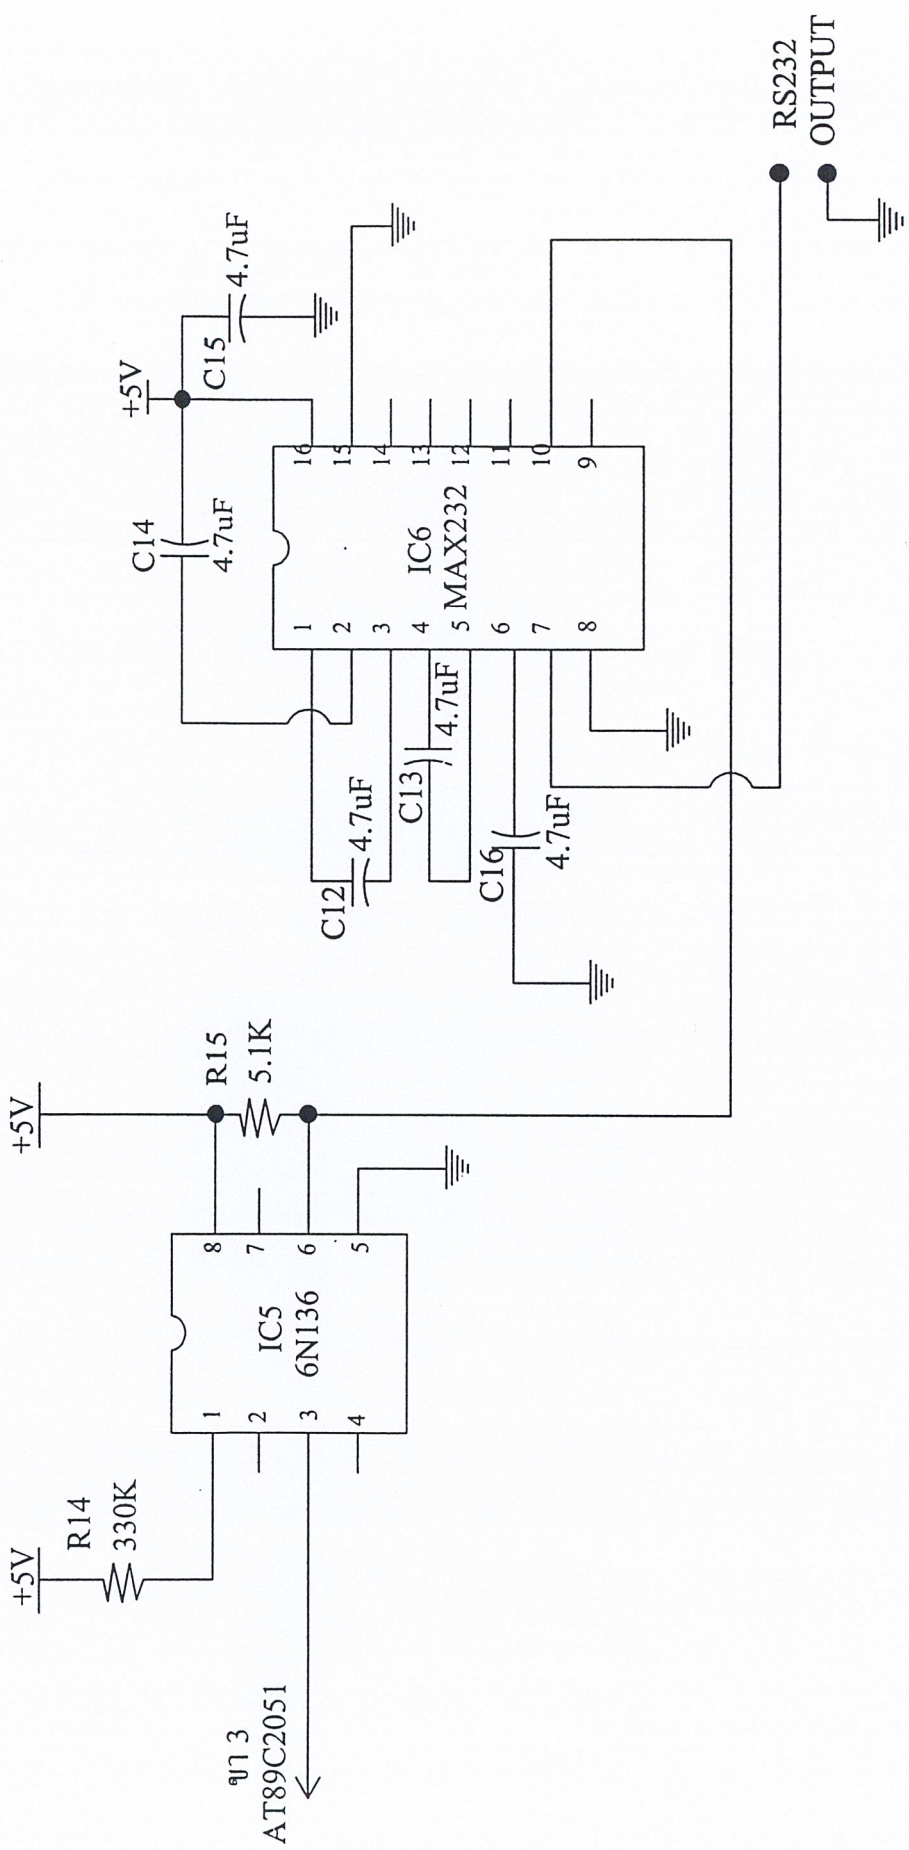 +5V
R14
330K
ขา 3
AT89C2051
1
2
3
4
IC5
6N136
8
7
6
5
+5V
R15
5.1K
C12
4.7uF
C13
4.7uF
C16
4.7uF
C14
4.7uF
+5V
C15
4.7uF
1
2
3
4
5
6
7
8
IC6
MAX232
16
15
14
13
12
11
10
9
RS232
OUTPUT